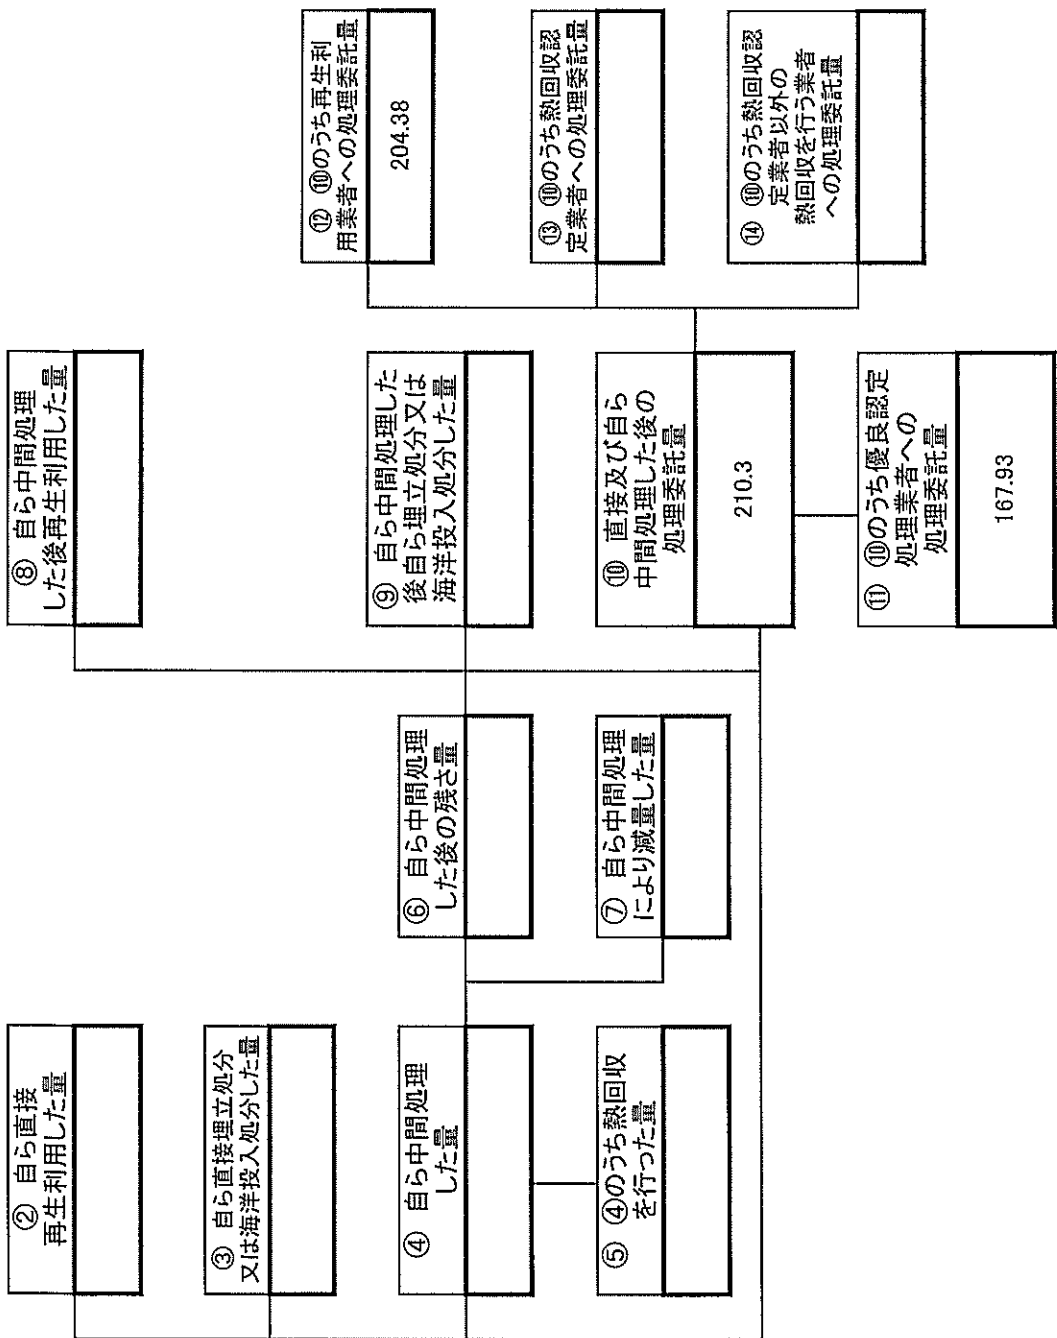 ② 自ら直接
再生利用した量
③ 自ら直接埋立処分
又は海洋投入処分した量
④ 自ら中間処理
した量
⑤ ④のうち熱回収
を行った量
⑥ 自ら中間処理
した後の残さ量
⑦ 自ら中間処理
により減量した量
⑧ 自ら中間処理
した後再生利用した量
⑨ 自ら中間処理した
後自ら埋立処分又は
海洋投入処分した量
⑩ 直接及び自ら
中間処理した後の
処理委託量
210.3
⑪ ⑩のうち優良認定
処理業者への
処理委託量
167.93
⑫ ⑩のうち再生利
用業者への処理委託量
204.38
⑬ ⑩のうち熱回収認
定業者への処理委託量
⑭ ⑩のうち熱回収認
定業者以外の
熱回収を行う業者
への処理委託量